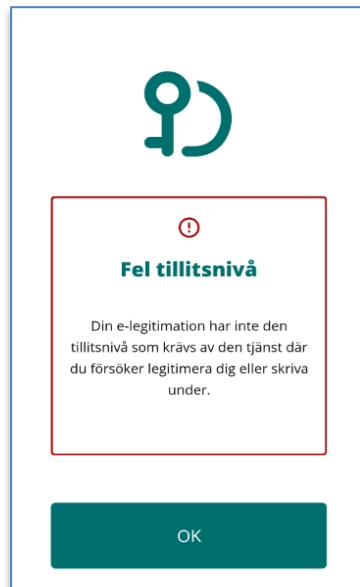 Fel tillitsnivå
Din e-legitimation har inte den
tillitsnivå som krävs av den tjänst där
du försöker legitimera dig eller skriva
under.
OK